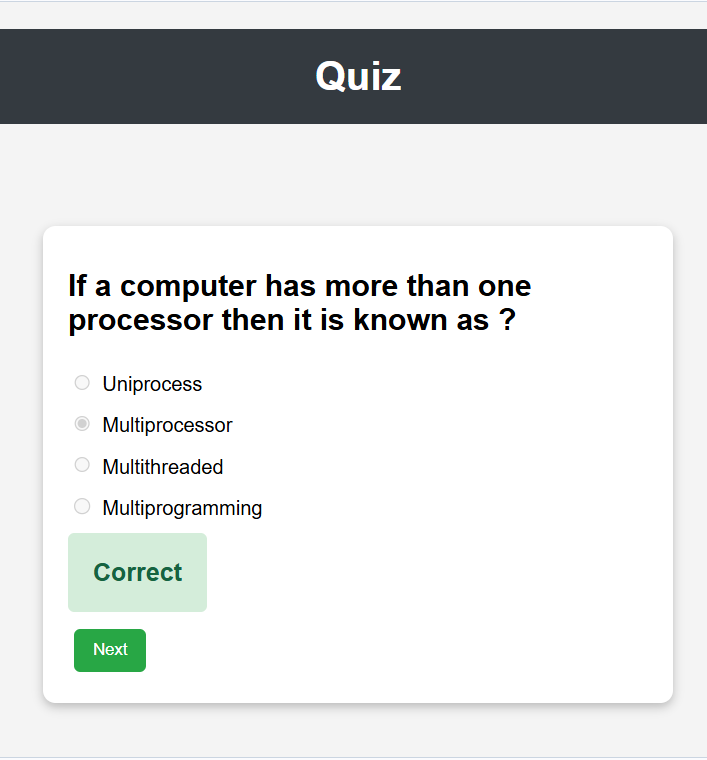 Quiz
If a computer has more than one
processor then it is known as ?
Uniprocess
Multiprocessor
Multithreaded
Multiprogramming
Correct
Next